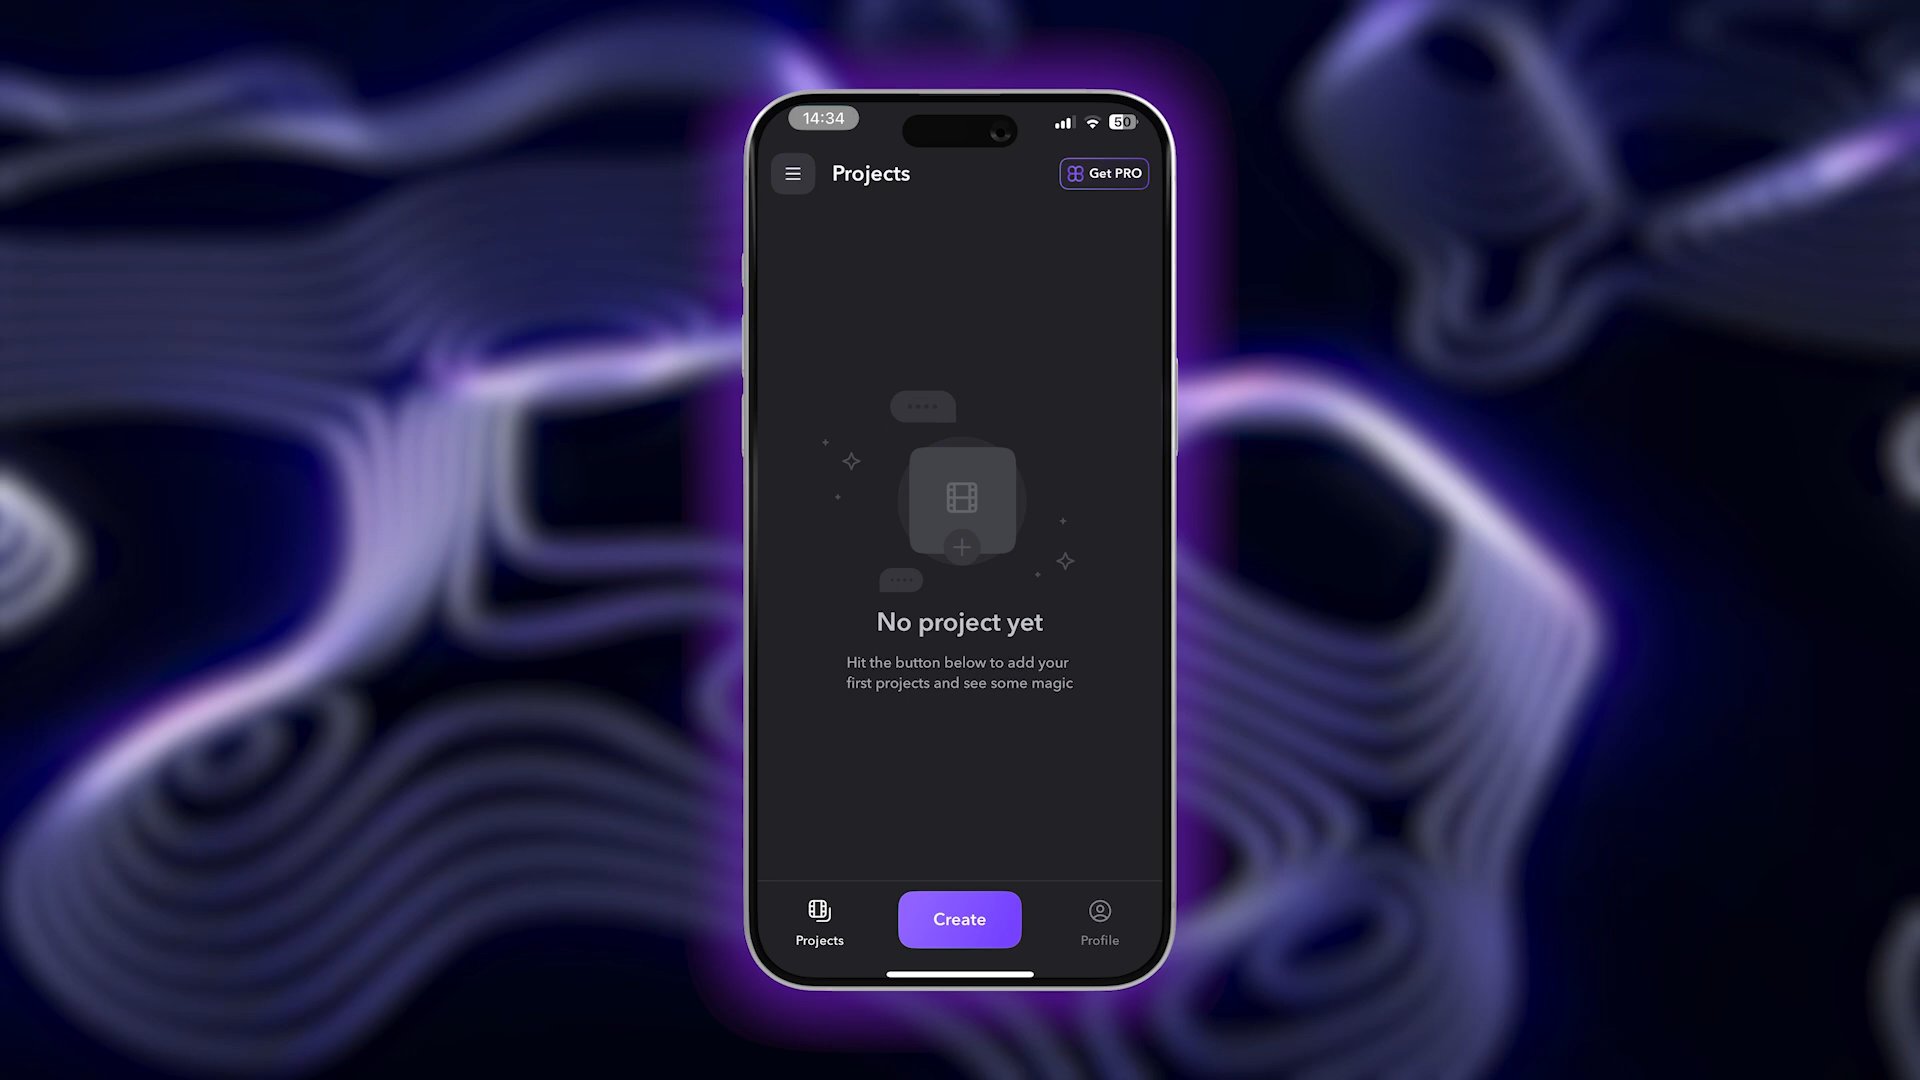 14:34
50
Projects
Get PRO
No project yet
Hit the button below to add your
first projects and see some magic
Projects
Create
Profile